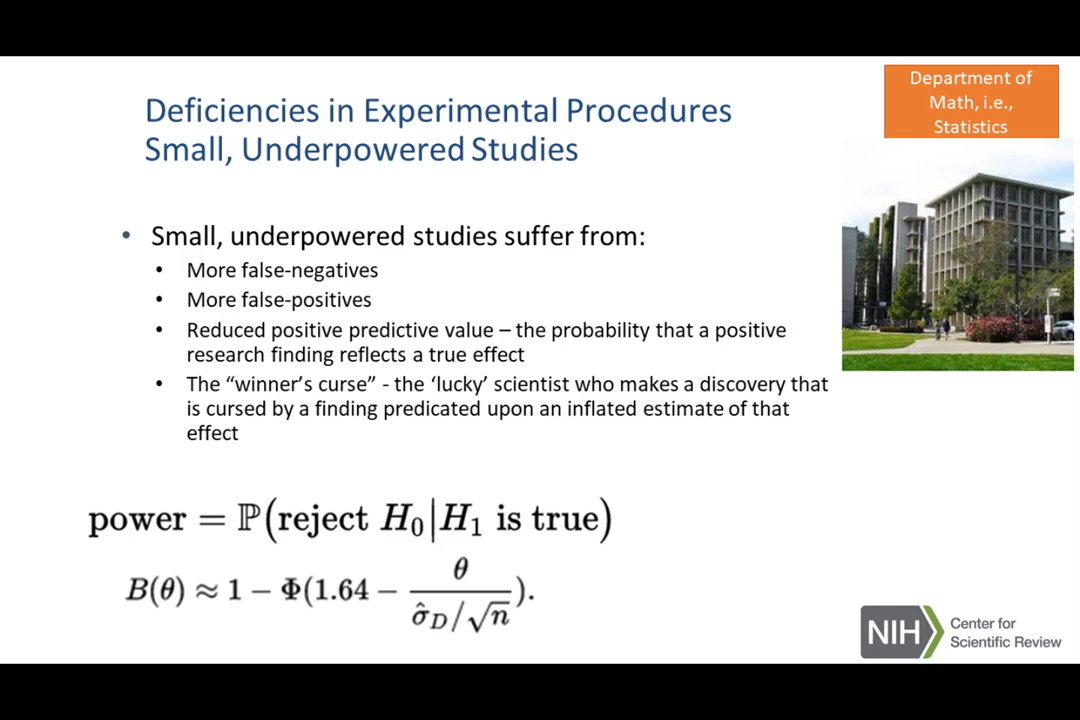 Department of
Math, i.e.,
Statistics
Deficiencies in Experimental Procedures
Small, Underpowered Studies
• Small, underpowered studies suffer from:
• More false-negatives
• More false-positives
• Reduced positive predictive value – the probability that a positive
research finding reflects a true effect
• The “winner’s curse” - the ‘lucky’ scientist who makes a discovery that
is cursed by a finding predicated upon an inflated estimate of that
effect
power = ℙ(reject H₀|H₁ is true)
B(θ) ≈ 1 − Φ(1.64 − θ / (σ̂_D/√n)).
NIH
Center for
Scientific Review